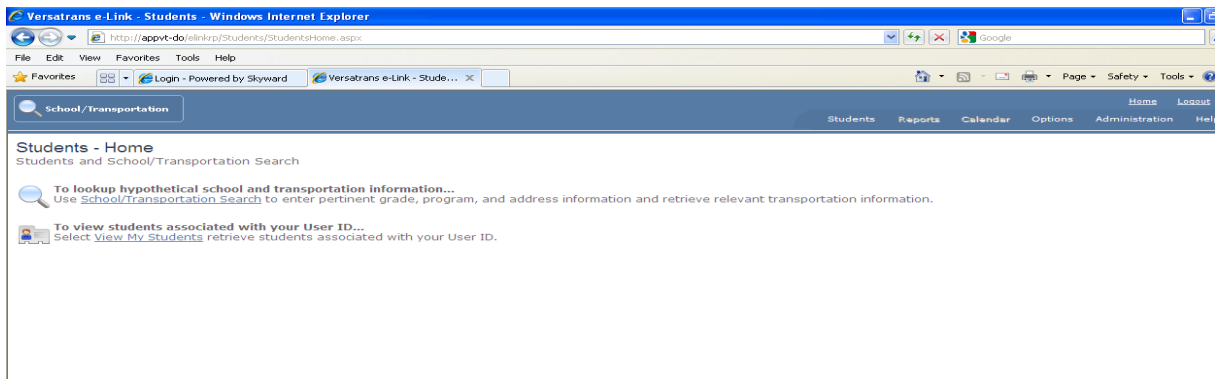 Versatrans e-Link - Students - Windows Internet Explorer
http://appvt-do/elinkrp/Students/StudentsHome.aspx
Google
File Edit View Favorites Tools Help
Favorites Login - Powered by Skyward Versatrans e-Link - Stude... Page Safety Tools
School/Transportation
Home Logout
Students Reports Calendar Options Administration Help
Students - Home
Students and School/Transportation Search
To lookup hypothetical school and transportation information...
Use School/Transportation Search to enter pertinent grade, program, and address information and retrieve relevant transportation information.
To view students associated with your User ID...
Select View My Students retrieve students associated with your User ID.